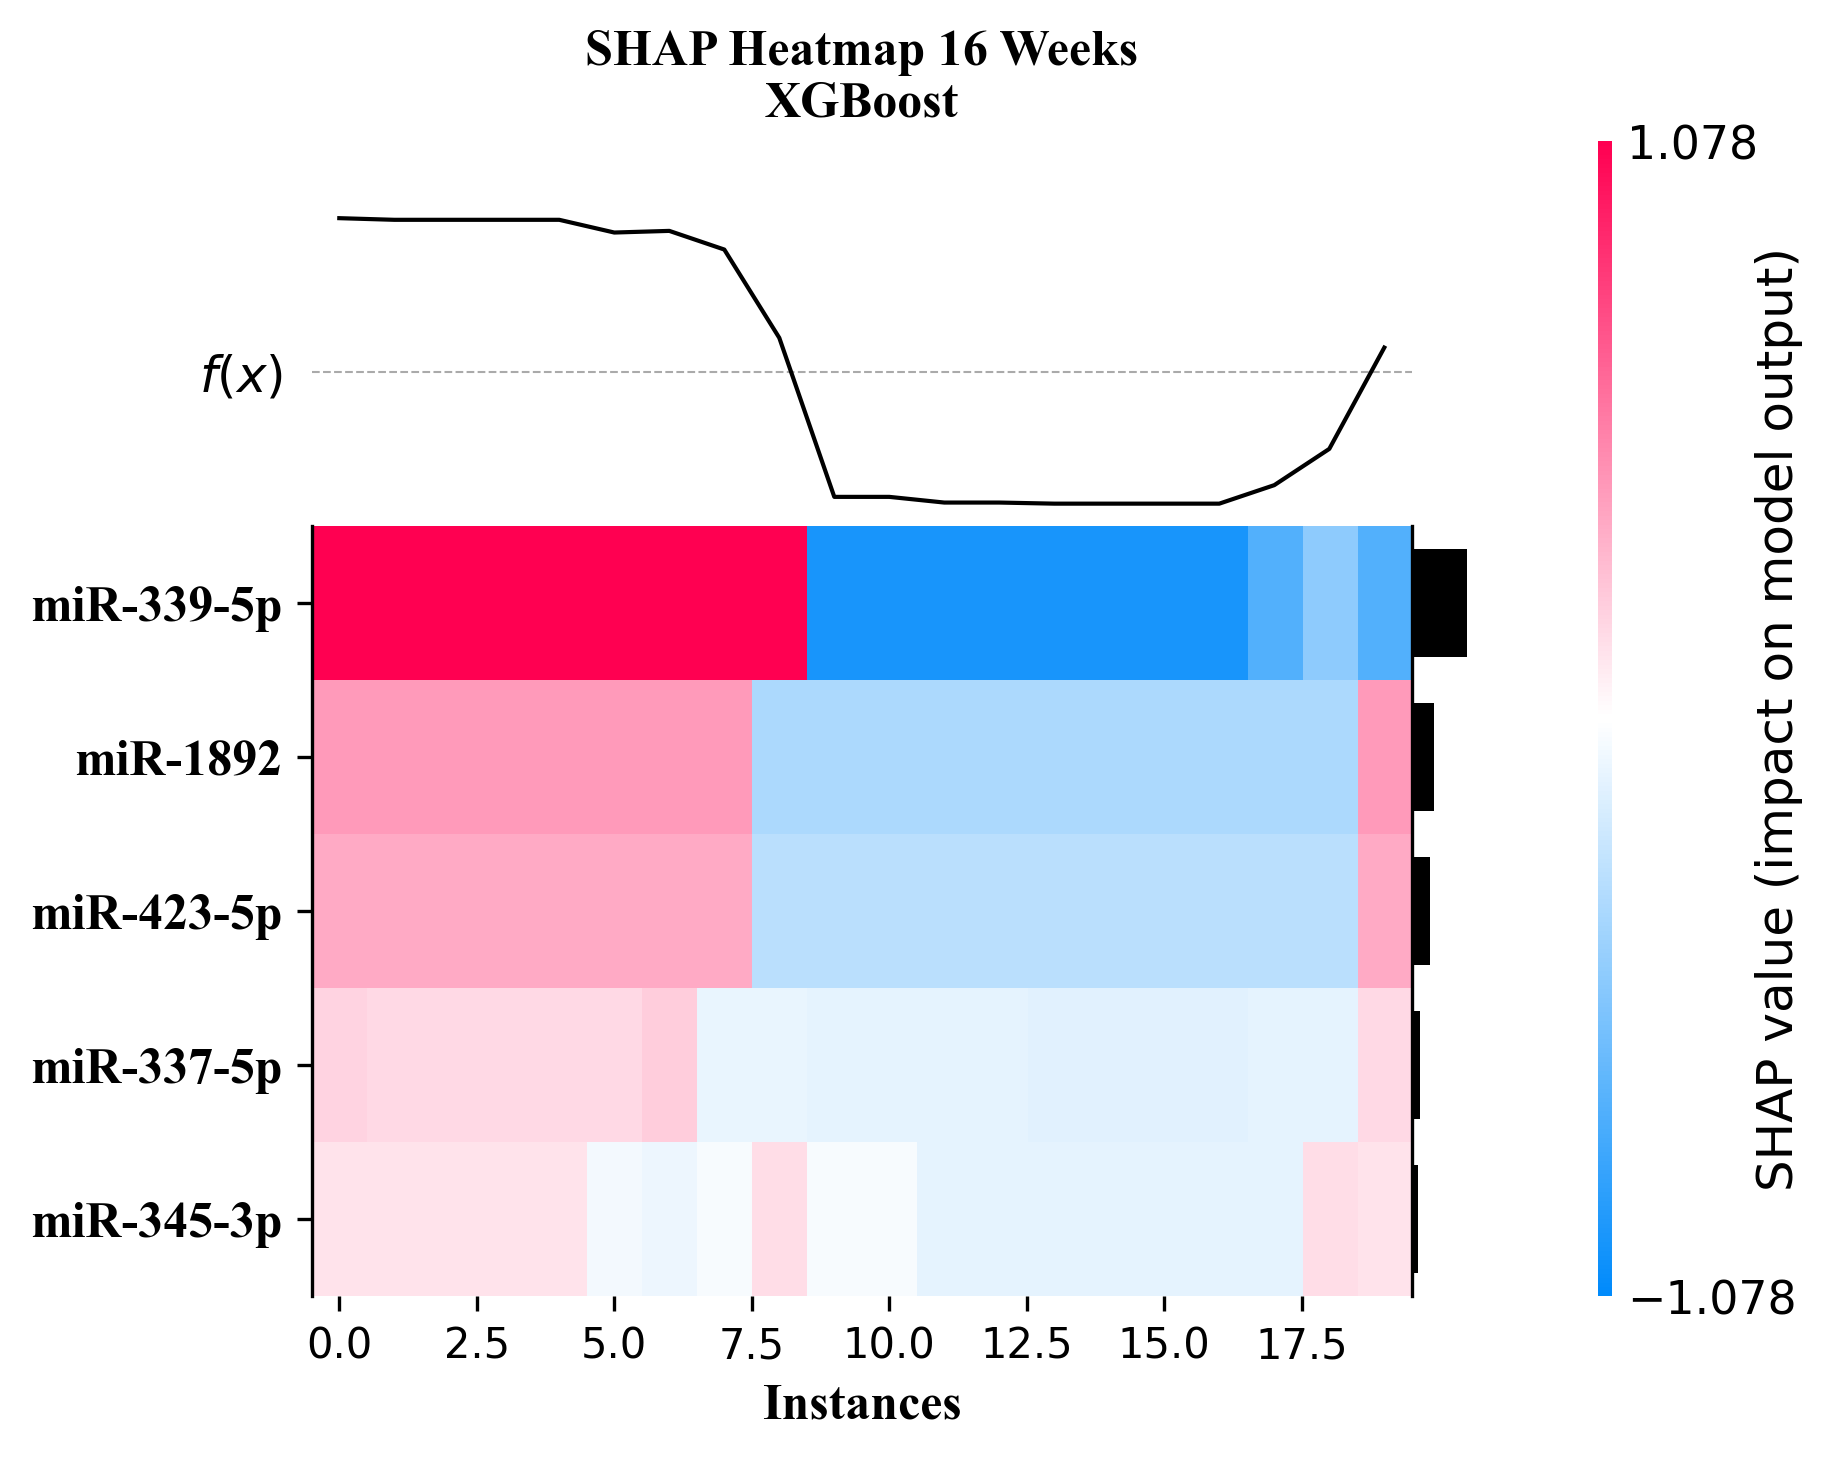 SHAP Heatmap 16 Weeks
XGBoost
1.078
f(x)
miR-339-5p
miR-1892
miR-423-5p
miR-337-5p
miR-345-3p
SHAP value (impact on model output)
−1.078
0.0 2.5 5.0 7.5 10.0 12.5 15.0 17.5
Instances